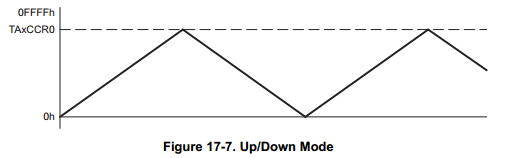 0FFFFh
TAxCCR0
0h
Figure 17-7. Up/Down Mode